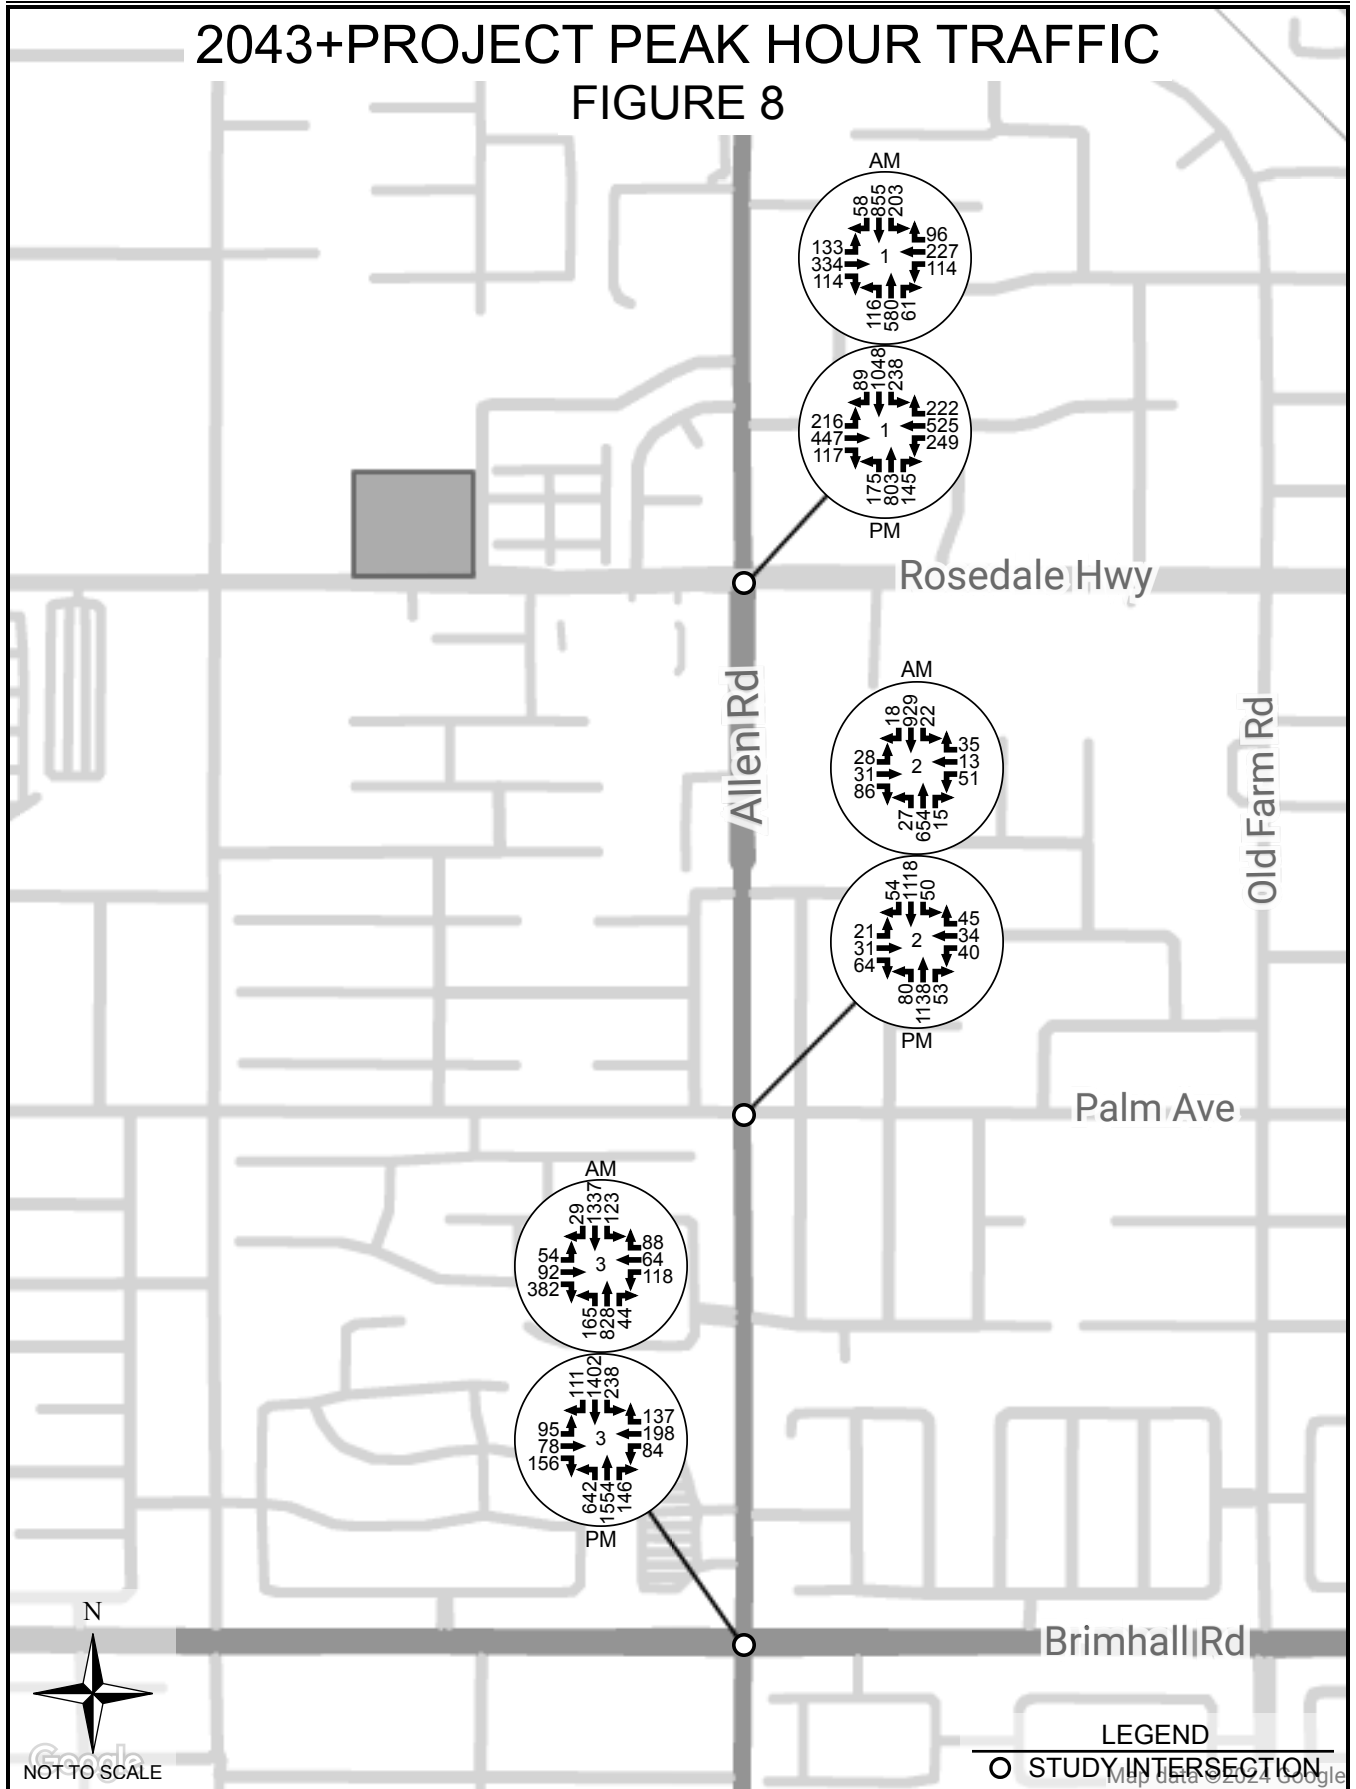 2043+PROJECT PEAK HOUR TRAFFIC
FIGURE 8
AM
58 855 203
133
334
114
1
96
227
114
116 580 61
89 1048 238
216
447
117
1
222
525
249
175 803 145
PM
Rosedale Hwy
Allen Rd
Old Farm Rd
AM
18 929 22
28
31
86
2
35
13
51
27 654 15
54 1118 50
21
31
64
2
45
34
40
80 1138 53
PM
Palm Ave
AM
29 1337 123
54
92
382
3
88
64
118
165 828 44
111 1402 238
95
78
156
3
137
198
84
642 1554 146
PM
Brimhall Rd
N
Google
NOT TO SCALE
LEGEND
STUDY INTERSECTION
Map data ©2024 Google